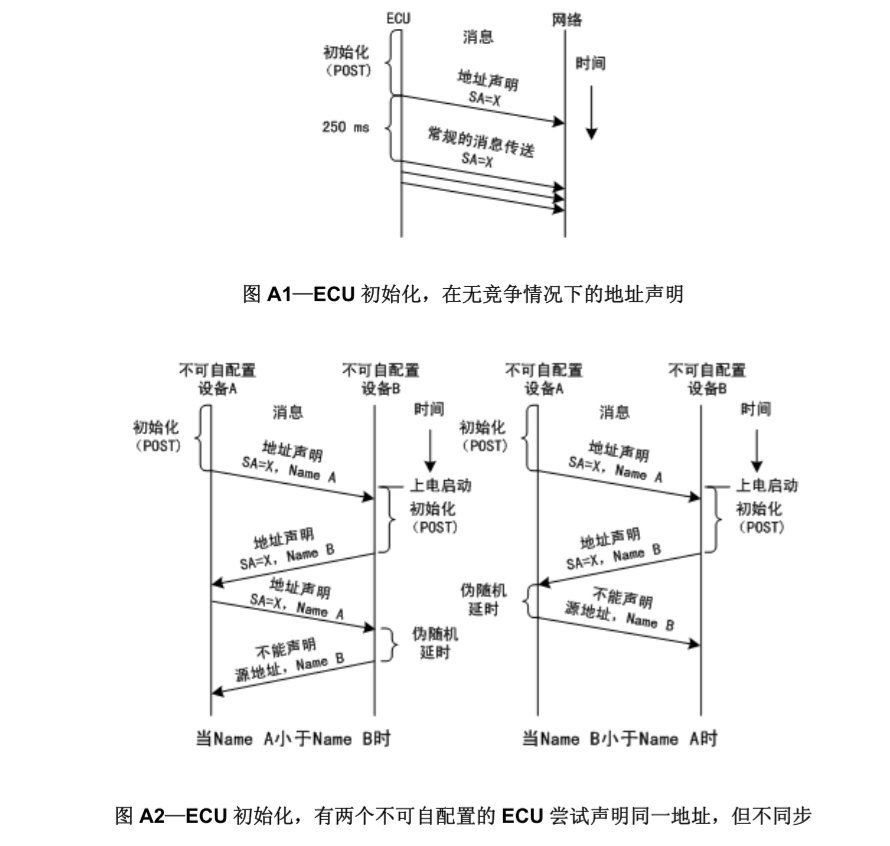 ECU
网络
消息
初始化
(POST)
时间
地址声明
SA=X
250 ms
常规的消息传送
SA=X
图 A1—ECU 初始化，在无竞争情况下的地址声明
不可自配置
设备A
不可自配置
设备B
消息
时间
初始化
(POST)
地址声明
SA=X, Name A
上电启动
初始化
(POST)
地址声明
SA=X, Name B
地址声明
SA=X, Name A
伪随机
延时
不能声明
源地址, Name B
当Name A小于Name B时
不可自配置
设备A
不可自配置
设备B
消息
时间
初始化
(POST)
地址声明
SA=X, Name A
上电启动
初始化
(POST)
地址声明
SA=X, Name B
伪随机
延时
不能声明
源地址, Name B
当Name B小于Name A时
图 A2—ECU 初始化，有两个不可自配置的 ECU 尝试声明同一地址，但不同步